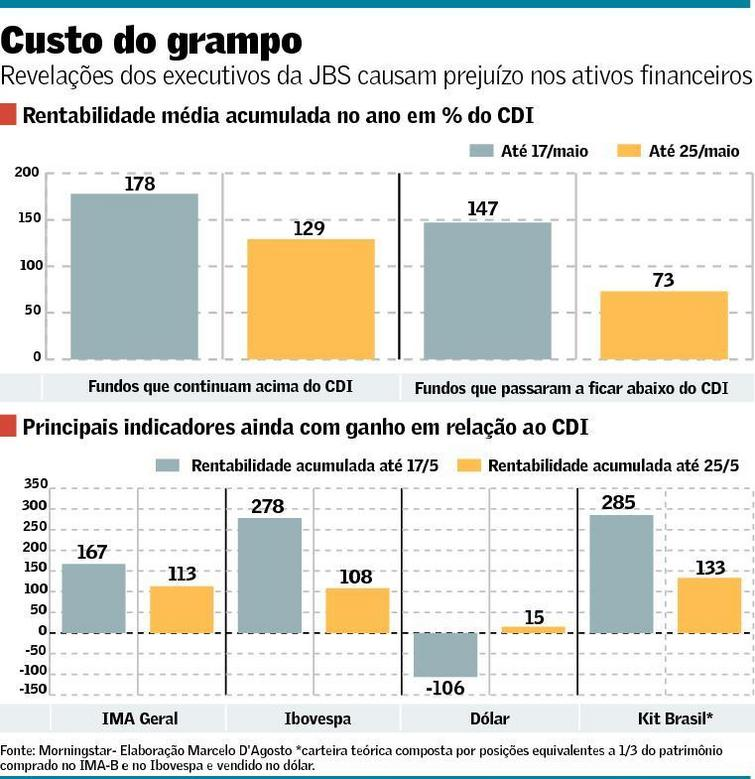 Custo do grampo
Revelações dos executivos da JBS causam prejuízo nos ativos financeiros
Rentabilidade média acumulada no ano em % do CDI
Até 17/maio Até 25/maio
200
178
150
147
129
100
73
50
0
Fundos que continuam acima do CDI Fundos que passaram a ficar abaixo do CDI
Principais indicadores ainda com ganho em relação ao CDI
Rentabilidade acumulada até 17/5 Rentabilidade acumulada até 25/5
350
300
285
278
250
200
167
150
133
113
108
100
50
15
0
-50
-100
-106
-150
IMA Geral Ibovespa Dólar Kit Brasil*
Fonte: Morningstar- Elaboração Marcelo D'Agosto *carteira teórica composta por posições equivalentes a 1/3 do patrimônio
comprado no IMA-B e no Ibovespa e vendido no dólar.